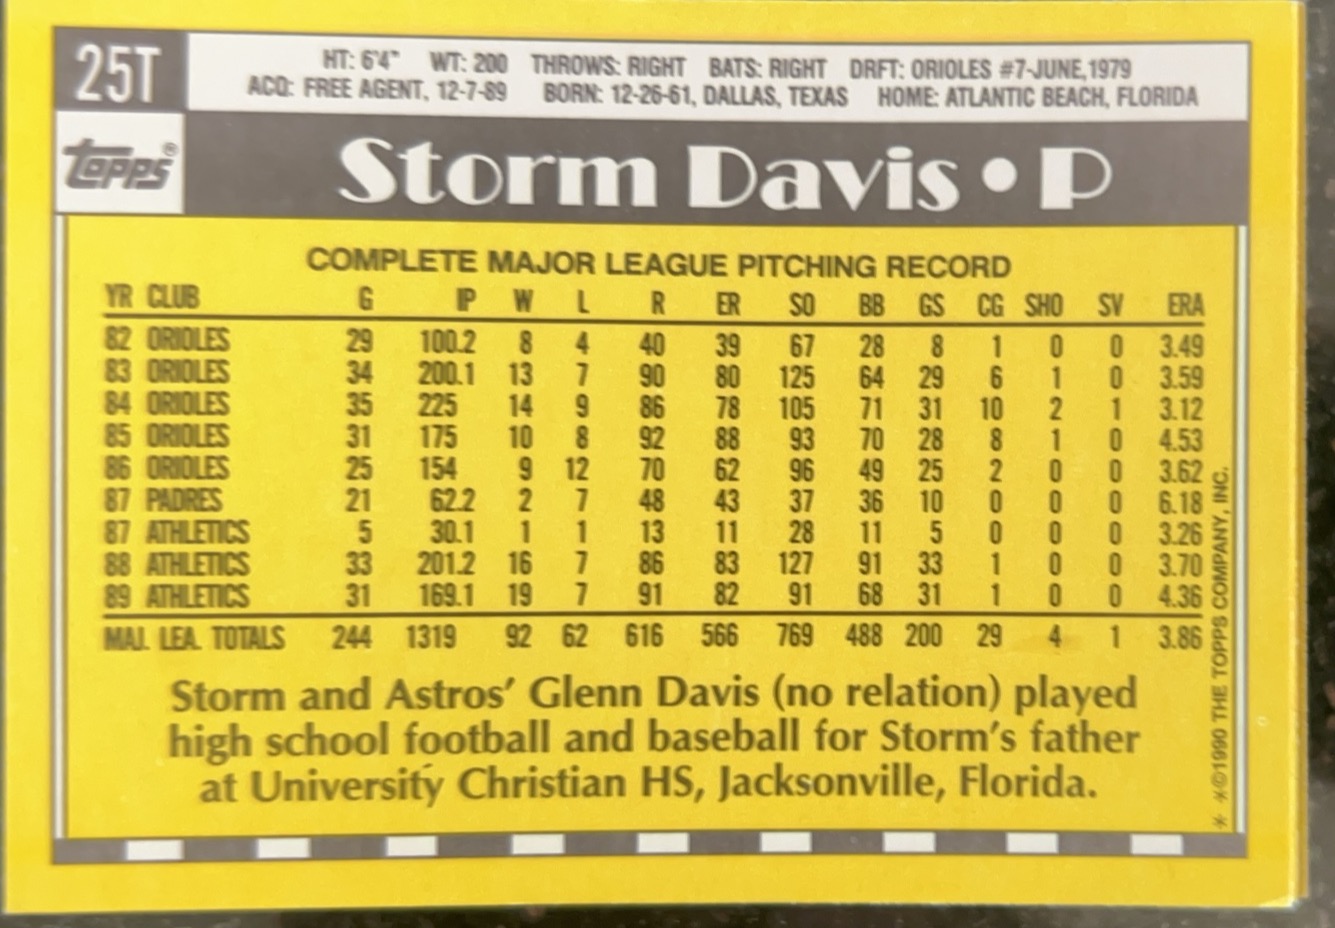 25T
HT: 6'4" WT: 200 THROWS: RIGHT BATS: RIGHT DRFT: ORIOLES #7-JUNE,1979
ACQ: FREE AGENT, 12-7-89 BORN: 12-26-61, DALLAS, TEXAS HOME: ATLANTIC BEACH, FLORIDA
TOPPS®
Storm Davis • P
COMPLETE MAJOR LEAGUE PITCHING RECORD
YR CLUB G IP W L R ER SO BB GS CG SHO SV ERA
82 ORIOLES 29 100.2 8 4 40 39 67 28 8 1 0 0 3.49
83 ORIOLES 34 200.1 13 7 90 80 125 64 29 6 1 0 3.59
84 ORIOLES 35 225 14 9 86 78 105 71 31 10 2 1 3.12
85 ORIOLES 31 175 10 8 92 88 93 70 28 8 1 0 4.53
86 ORIOLES 25 154 9 12 70 62 96 49 25 2 0 0 3.62
87 PADRES 21 62.2 2 7 48 43 37 36 10 0 0 0 6.18
87 ATHLETICS 5 30.1 1 1 13 11 28 11 5 0 0 0 3.26
88 ATHLETICS 33 201.2 16 7 86 83 127 91 33 1 0 0 3.70
89 ATHLETICS 31 169.1 19 7 91 82 91 68 31 1 0 0 4.36
MAJ. LEA. TOTALS 244 1319 92 62 616 566 769 488 200 29 4 1 3.86
Storm and Astros' Glenn Davis (no relation) played
high school football and baseball for Storm's father
at University Christian HS, Jacksonville, Florida.
* *©1990 THE TOPPS COMPANY, INC.